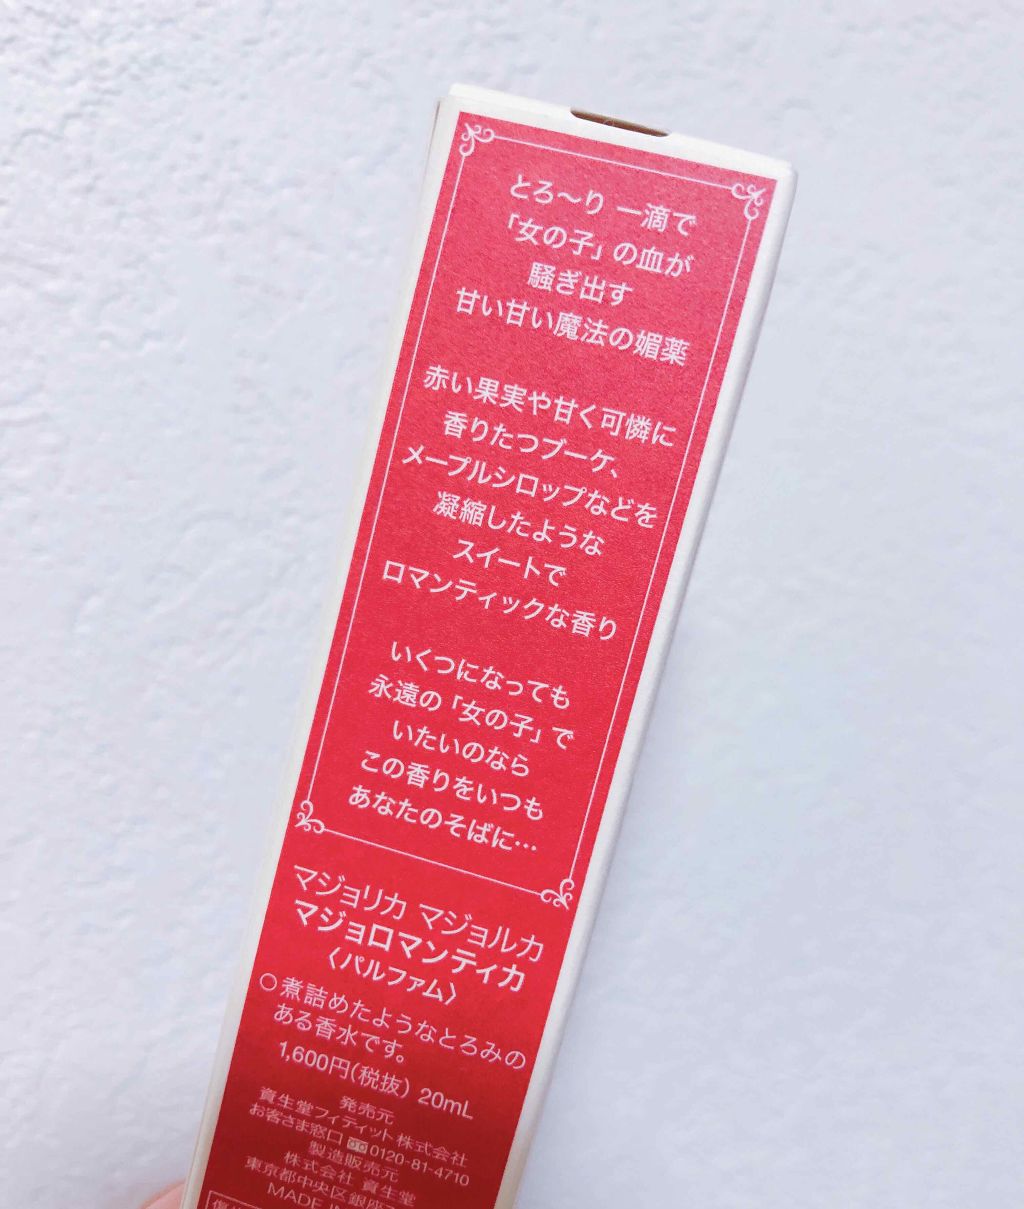 とろ〜り 一滴で
「女の子」の血が
騒ぎ出す
甘い甘い魔法の媚薬
赤い果実や甘く可憐に
香りたつブーケ、
メープルシロップなどを
凝縮したような
スイートで
ロマンティックな香り
いくつになっても
永遠の「女の子」で
いたいのなら
この香りをいつも
あなたのそばに…
マジョリカ マジョルカ
マジョロマンティカ
〈パルファム〉
○煮詰めたようなとろみの
ある香水です。
1,600円(税抜) 20mL
発売元
資生堂フィティット株式会社
お客さま窓口 0120-81-4710
製造販売元
株式会社 資生堂
東京都中央区銀座
MADE